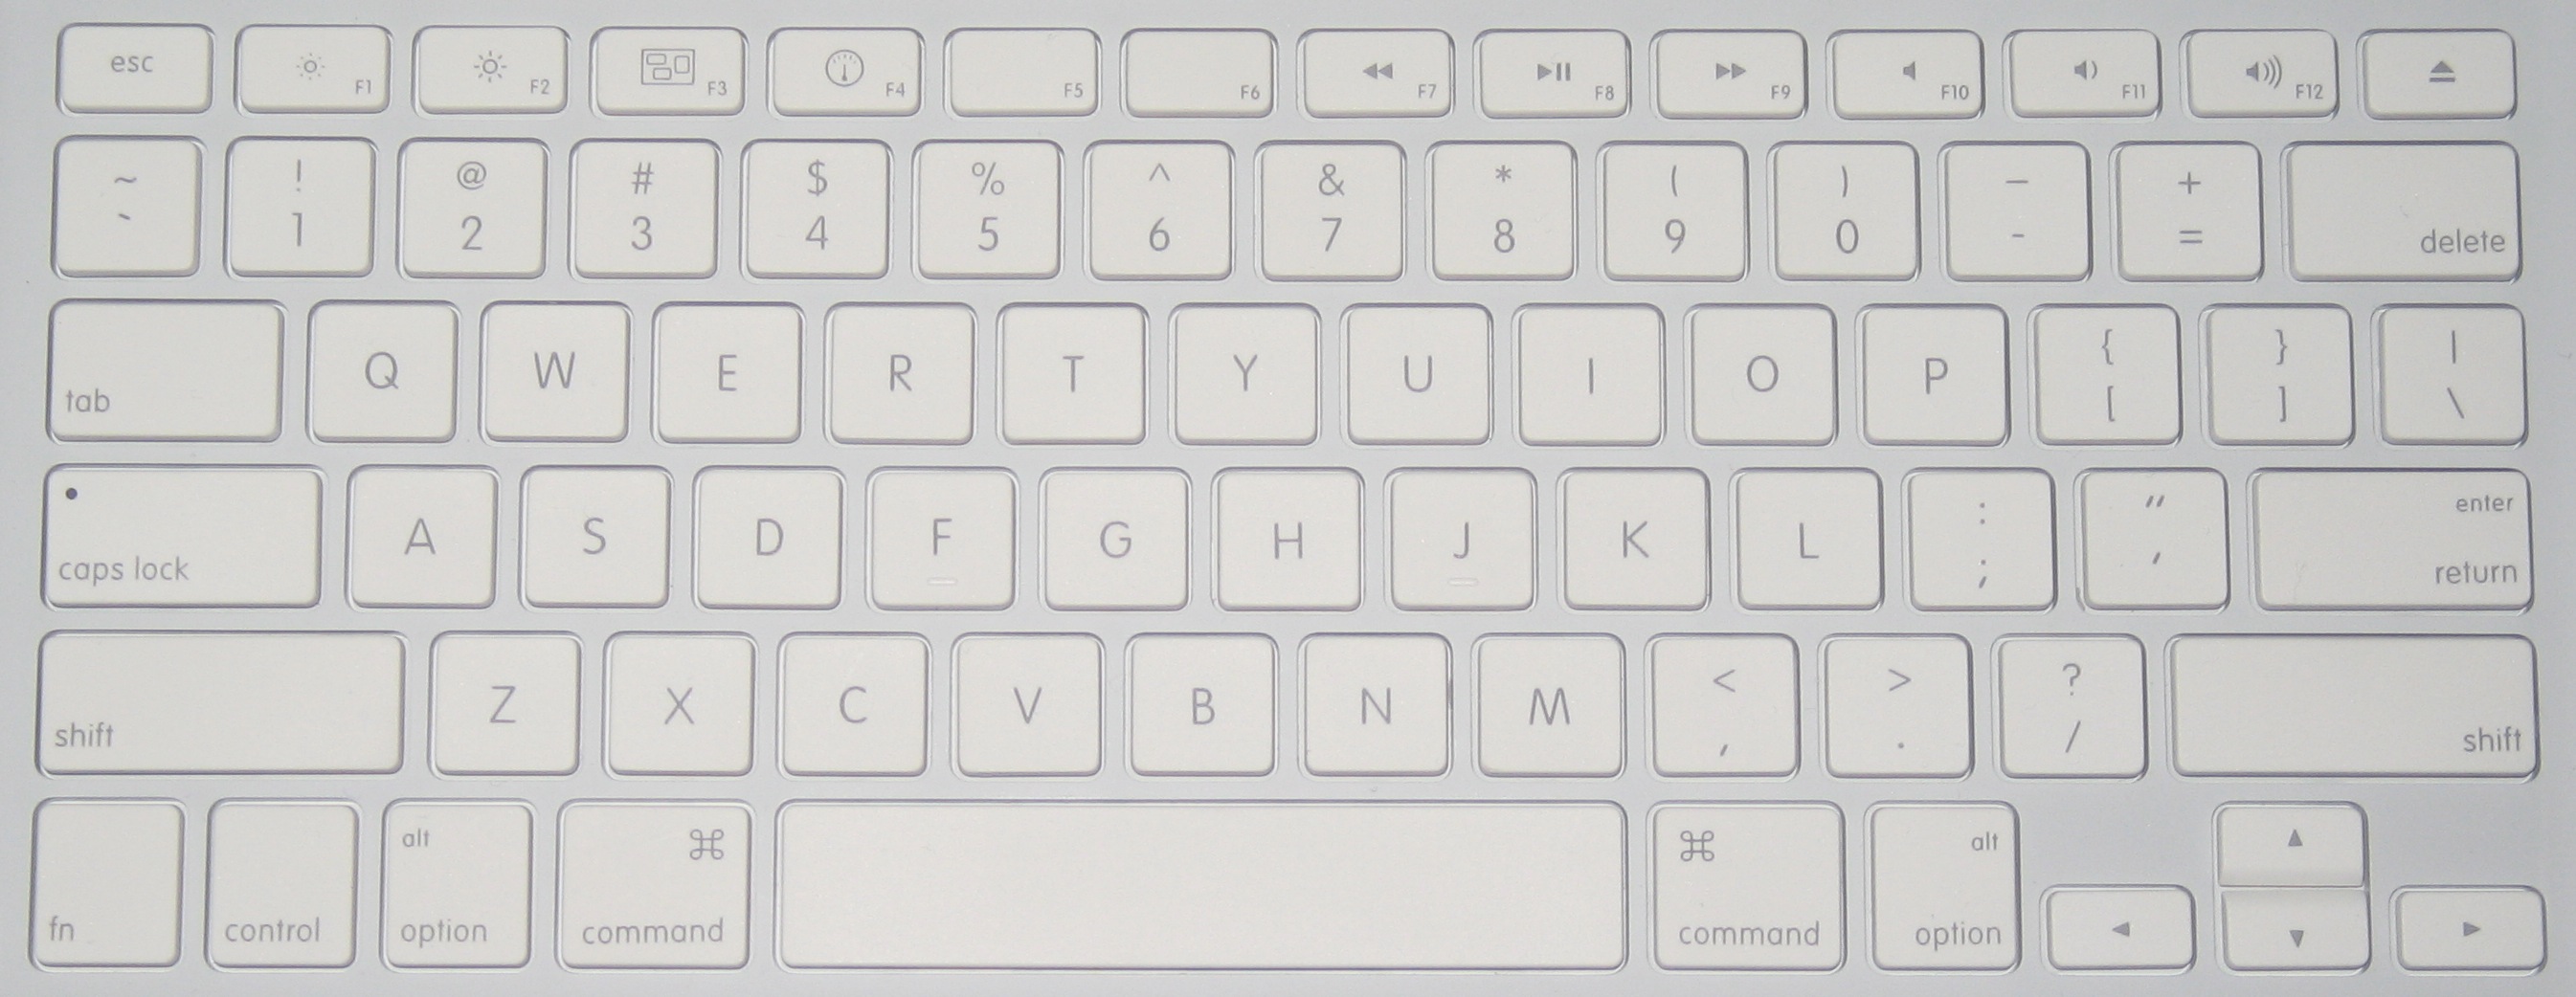 esc F1 F2 F3 F4 F5 F6 F7 F8 F9 F10 F11 F12
~ ! @ # $ % ^ & * ( ) — +
` 1 2 3 4 5 6 7 8 9 0 - = delete
tab Q W E R T Y U I O P { } |
[ ] \
caps lock A S D F G H J K L : " enter
; ' return
shift Z X C V B N M < > ? shift
, . /
alt ⌘ ⌘ alt ▲
fn control option command command option ◀ ▼ ▶